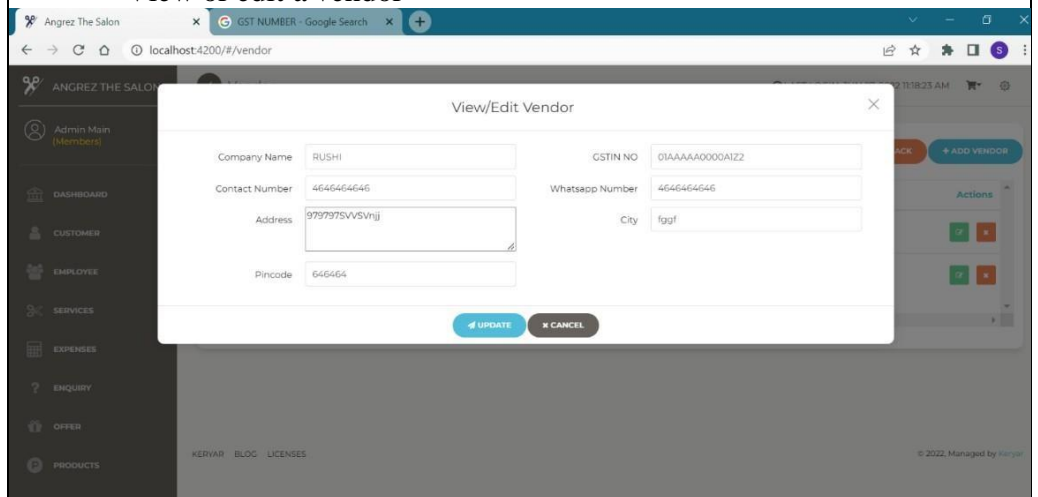 View or edit a vendor
Angrez The Salon
GST NUMBER - Google Search
localhost:4200/#/vendor
S
ANGREZ THE SALON
2 11:18:23 AM
View/Edit Vendor
Admin Main
(Members)
ACK
+ ADD VENDOR
Company Name RUSHI GSTIN NO 01AAAAA0000A1Z2
Contact Number 4646464646 Whatsapp Number 4646464646
Address 979797SVVSVnjj City fggf
Pincode 646464
UPDATE
CANCEL
Actions
DASHBOARD
CUSTOMER
EMPLOYEE
SERVICES
EXPENSES
ENQUIRY
OFFER
PRODUCTS
KERYAR BLOG LICENSES
© 2022, Managed by Keryar